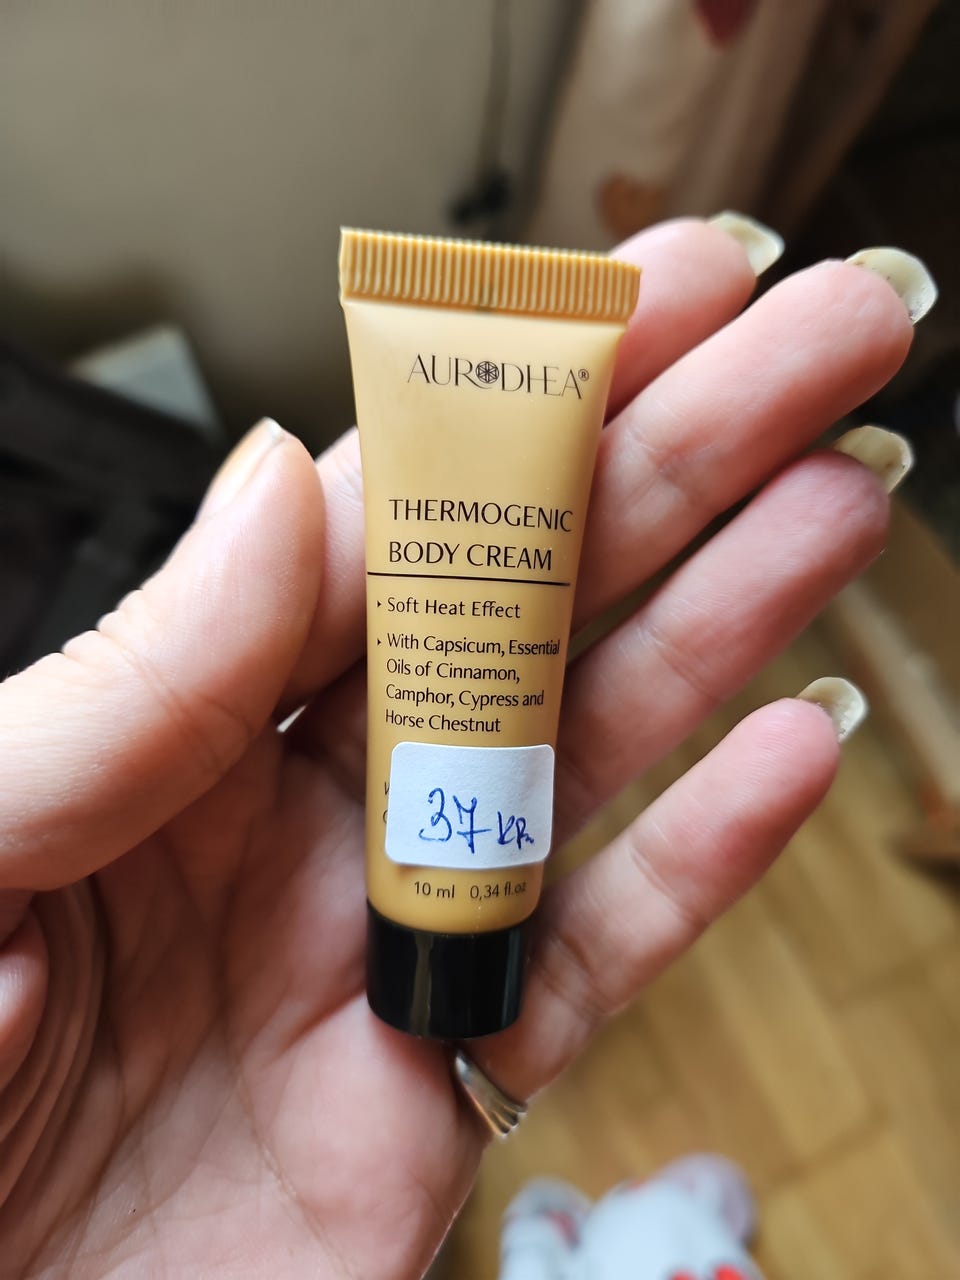 AURODHEA®
THERMOGENIC
BODY CREAM
‣ Soft Heat Effect
‣ With Capsicum, Essential
Oils of Cinnamon,
Camphor, Cypress and
Horse Chestnut
37 кр.
10 ml 0,34 fl.oz